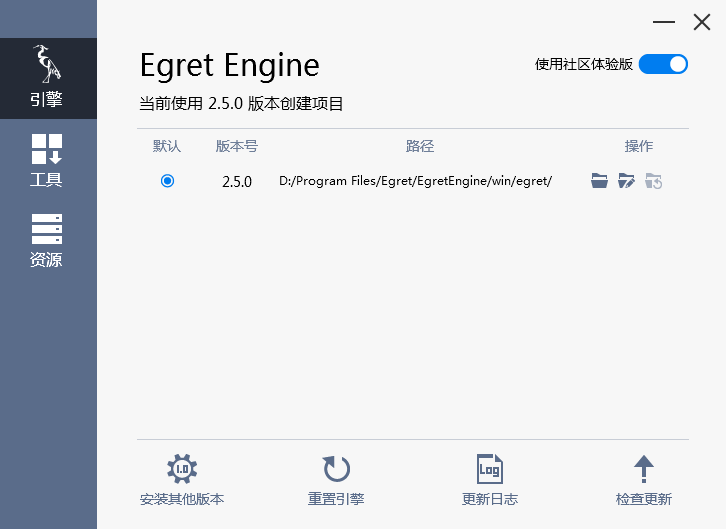 引擎
工具
资源
Egret Engine
使用社区体验版
当前使用 2.5.0 版本创建项目
默认 版本号 路径 操作
2.5.0 D:/Program Files/Egret/EgretEngine/win/egret/
1.0 Log
安装其他版本 重置引擎 更新日志 检查更新